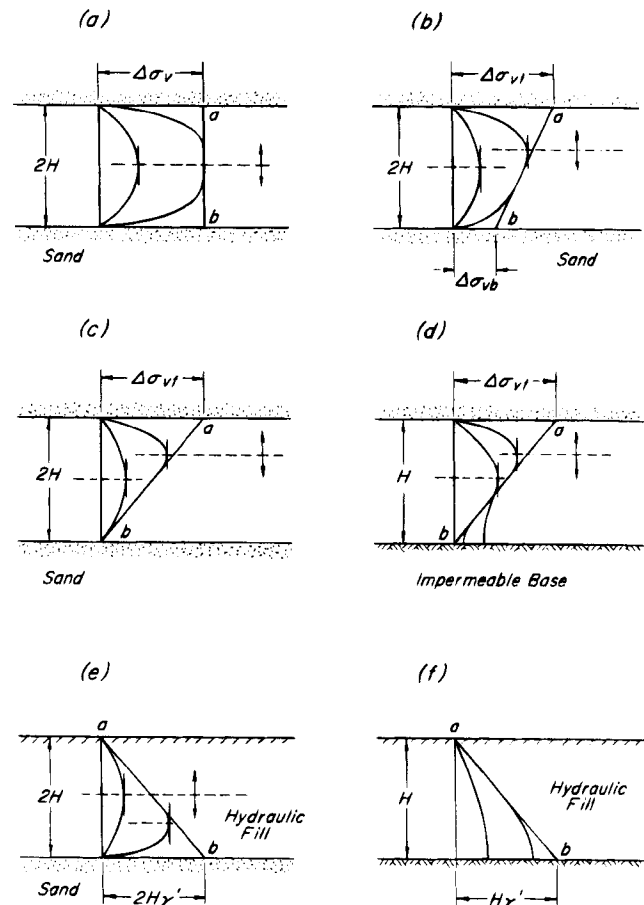 (a)
Δσv
a
2H
b
Sand
(b)
Δσvt
a
2H
b
Sand
Δσvb
(c)
Δσvt
a
2H
b
Sand
(d)
Δσvt
a
H
b
Impermeable Base
(e)
a
2H
Hydraulic
Fill
b
Sand
2Hγ'
(f)
a
H
Hydraulic
Fill
b
Hγ'